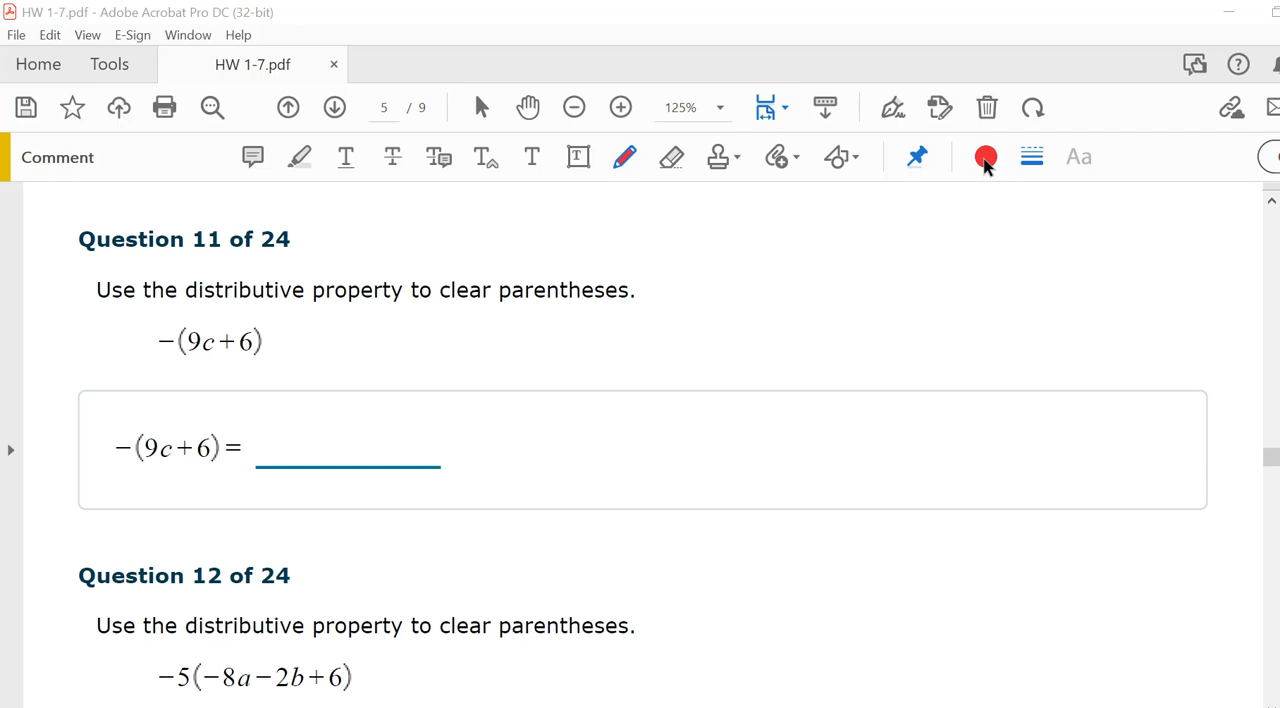 HW 1-7.pdf - Adobe Acrobat Pro DC (32-bit)
File Edit View E-Sign Window Help
Home Tools HW 1-7.pdf ×
5 / 9 125%
Comment Aa
Question 11 of 24
Use the distributive property to clear parentheses.
−(9c+6)
−(9c+6)=
Question 12 of 24
Use the distributive property to clear parentheses.
−5(−8a−2b+6)